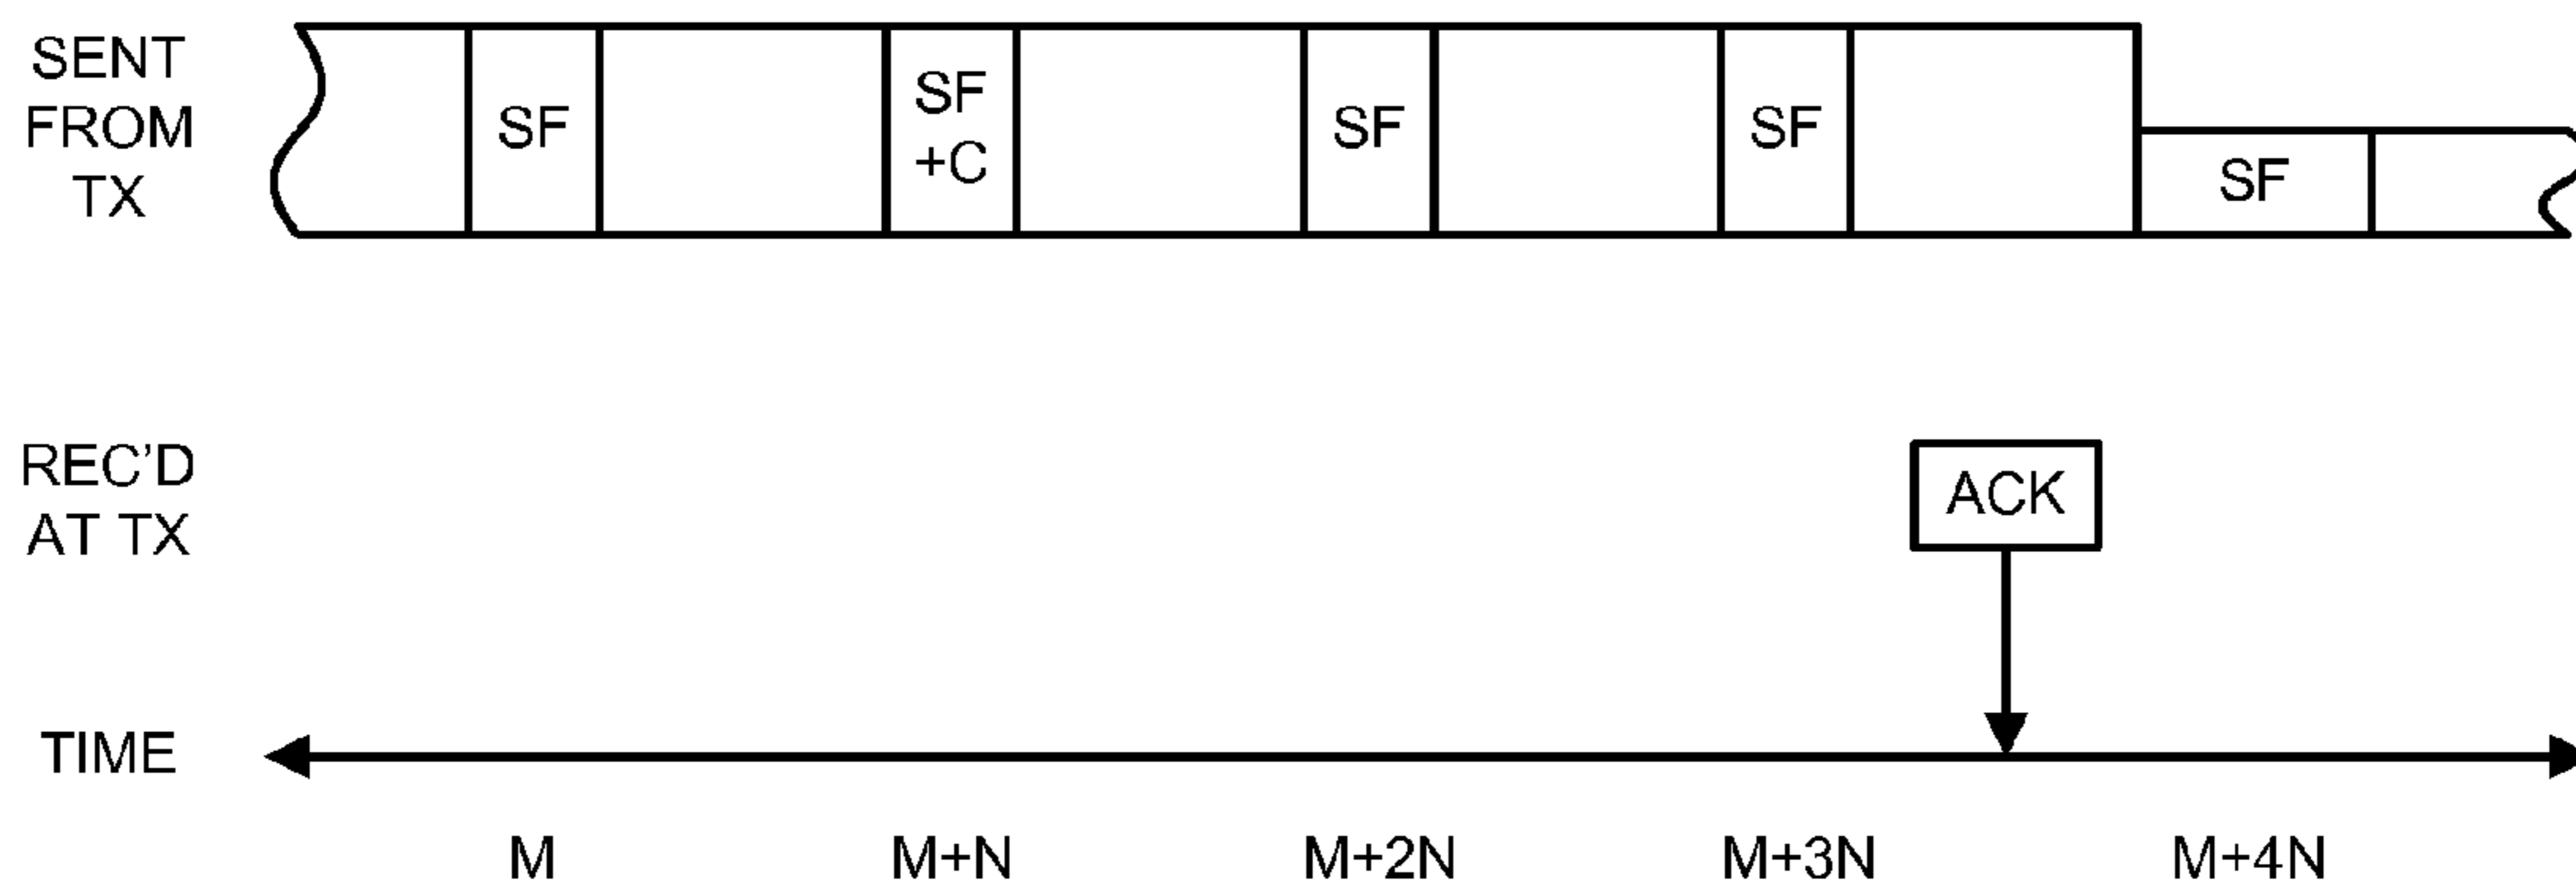 SENT
FROM
TX
SF
SF
+C
SF
SF
SF
REC'D
AT TX
ACK
TIME
M
M+N
M+2N
M+3N
M+4N